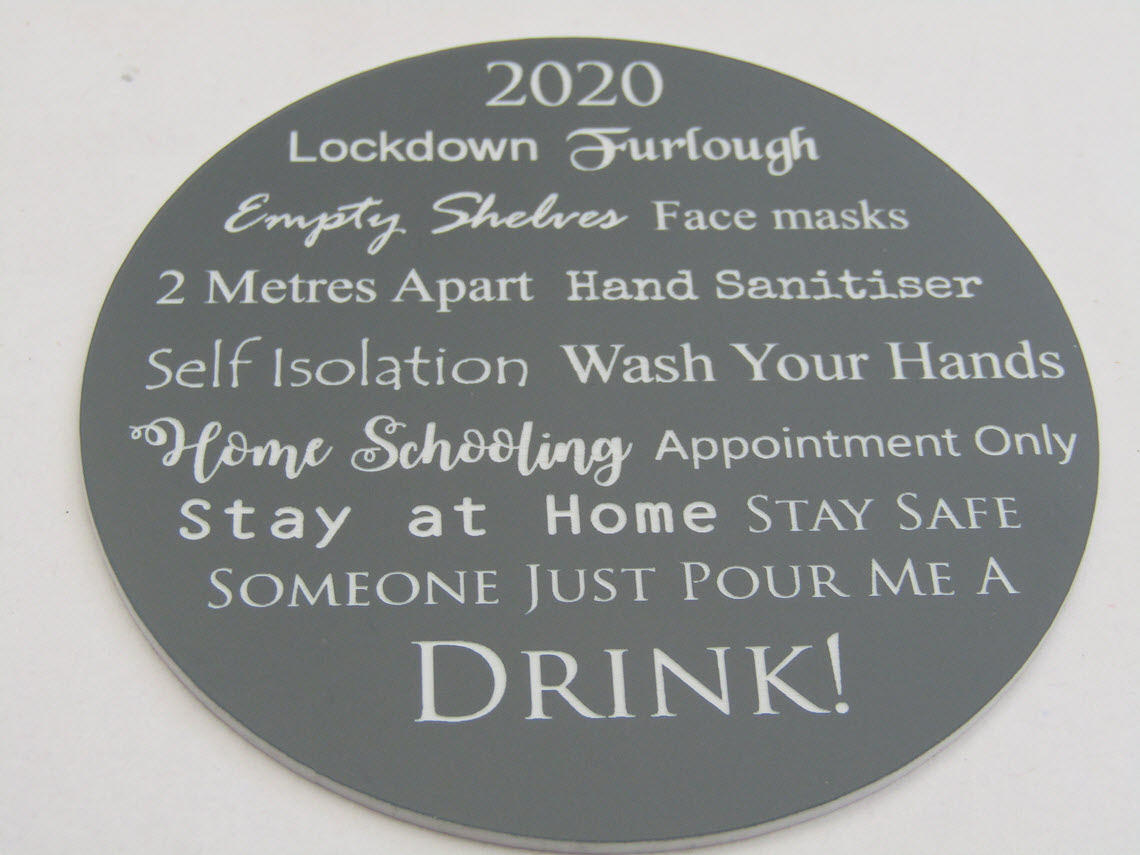 2020
Lockdown Furlough
Empty Shelves Face masks
2 Metres Apart Hand Sanitiser
Self Isolation Wash Your Hands
Home Schooling Appointment Only
Stay at Home STAY SAFE
SOMEONE JUST POUR ME A
DRINK!